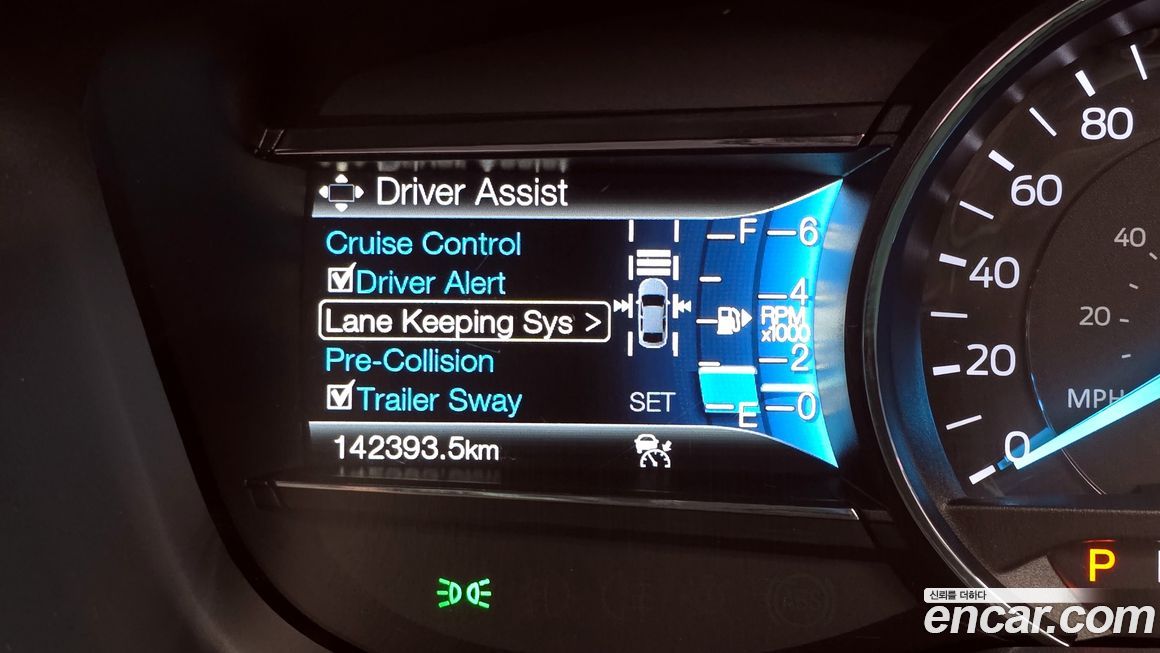 Driver Assist
Cruise Control
Driver Alert
Lane Keeping Sys >
Pre-Collision
Trailer Sway
142393.5km
SET
F
E
6
4
RPM
x1000
2
0
80
60
40
20
0
40
20
MPH
P
신뢰를 더하다
encar.com